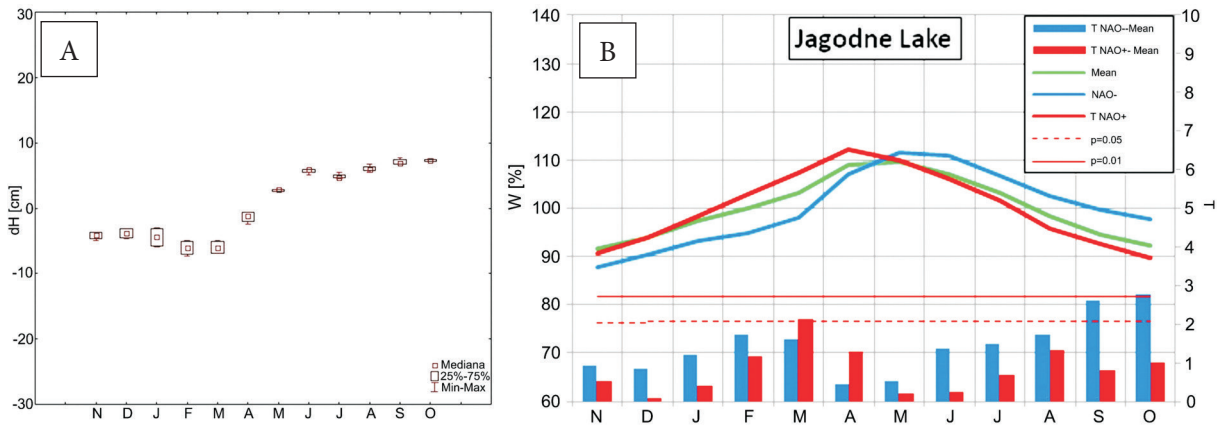 A
30
20
10
0
-10
-20
-30
dH [cm]
N D J F M A M J J A S O
Mediana
25%-75%
Min-Max
B
Jagodne Lake
140
130
120
110
100
90
80
70
60
W [%]
10
9
8
7
6
5
4
3
2
1
0
T
T NAO--Mean
T NAO+- Mean
Mean
NAO-
T NAO+
p=0.05
p=0.01
N D J F M A M J J A S O